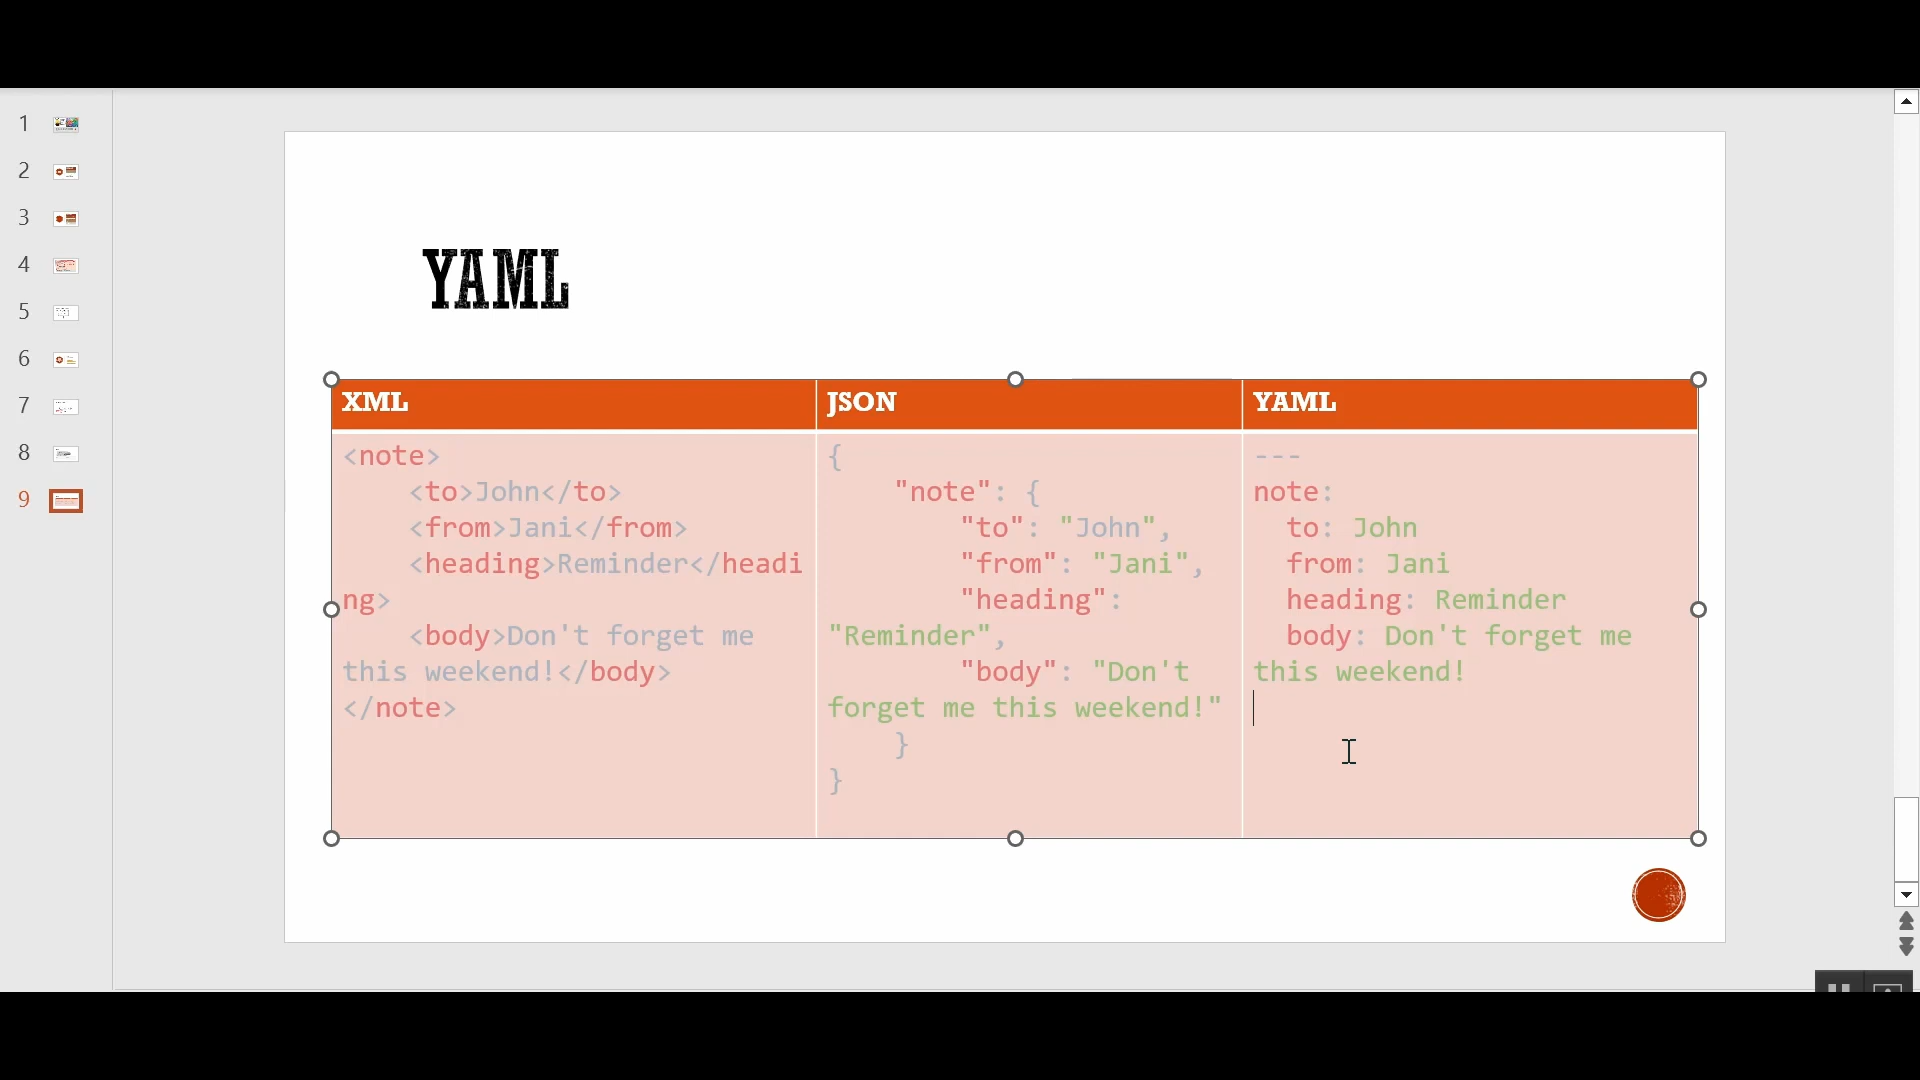 1
2
3
4
5
6
7
8
9
YAML
XML
<note>
<to>John</to>
<from>Jani</from>
<heading>Reminder</headi
ng>
<body>Don't forget me
this weekend!</body>
</note>
JSON
{
"note": {
"to": "John",
"from": "Jani",
"heading":
"Reminder",
"body": "Don't
forget me this weekend!"
}
}
YAML
---
note:
to: John
from: Jani
heading: Reminder
body: Don't forget me
this weekend!